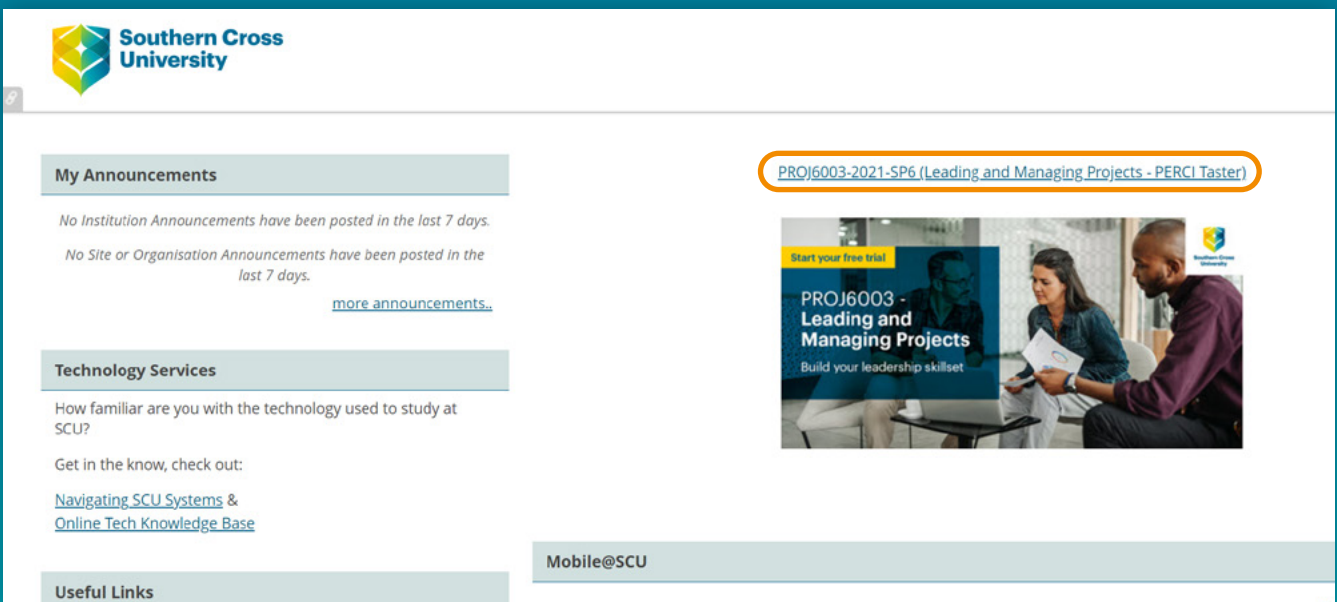 Southern Cross
University
My Announcements
No Institution Announcements have been posted in the last 7 days.
No Site or Organisation Announcements have been posted in the
last 7 days.
more announcements..
Technology Services
How familiar are you with the technology used to study at
SCU?
Get in the know, check out:
Navigating SCU Systems &
Online Tech Knowledge Base
Useful Links
PROJ6003-2021-SP6 (Leading and Managing Projects - PERCI Taster)
Start your free trial
Southern Cross
University
PROJ6003 -
Leading and
Managing Projects
Build your leadership skillset
Mobile@SCU